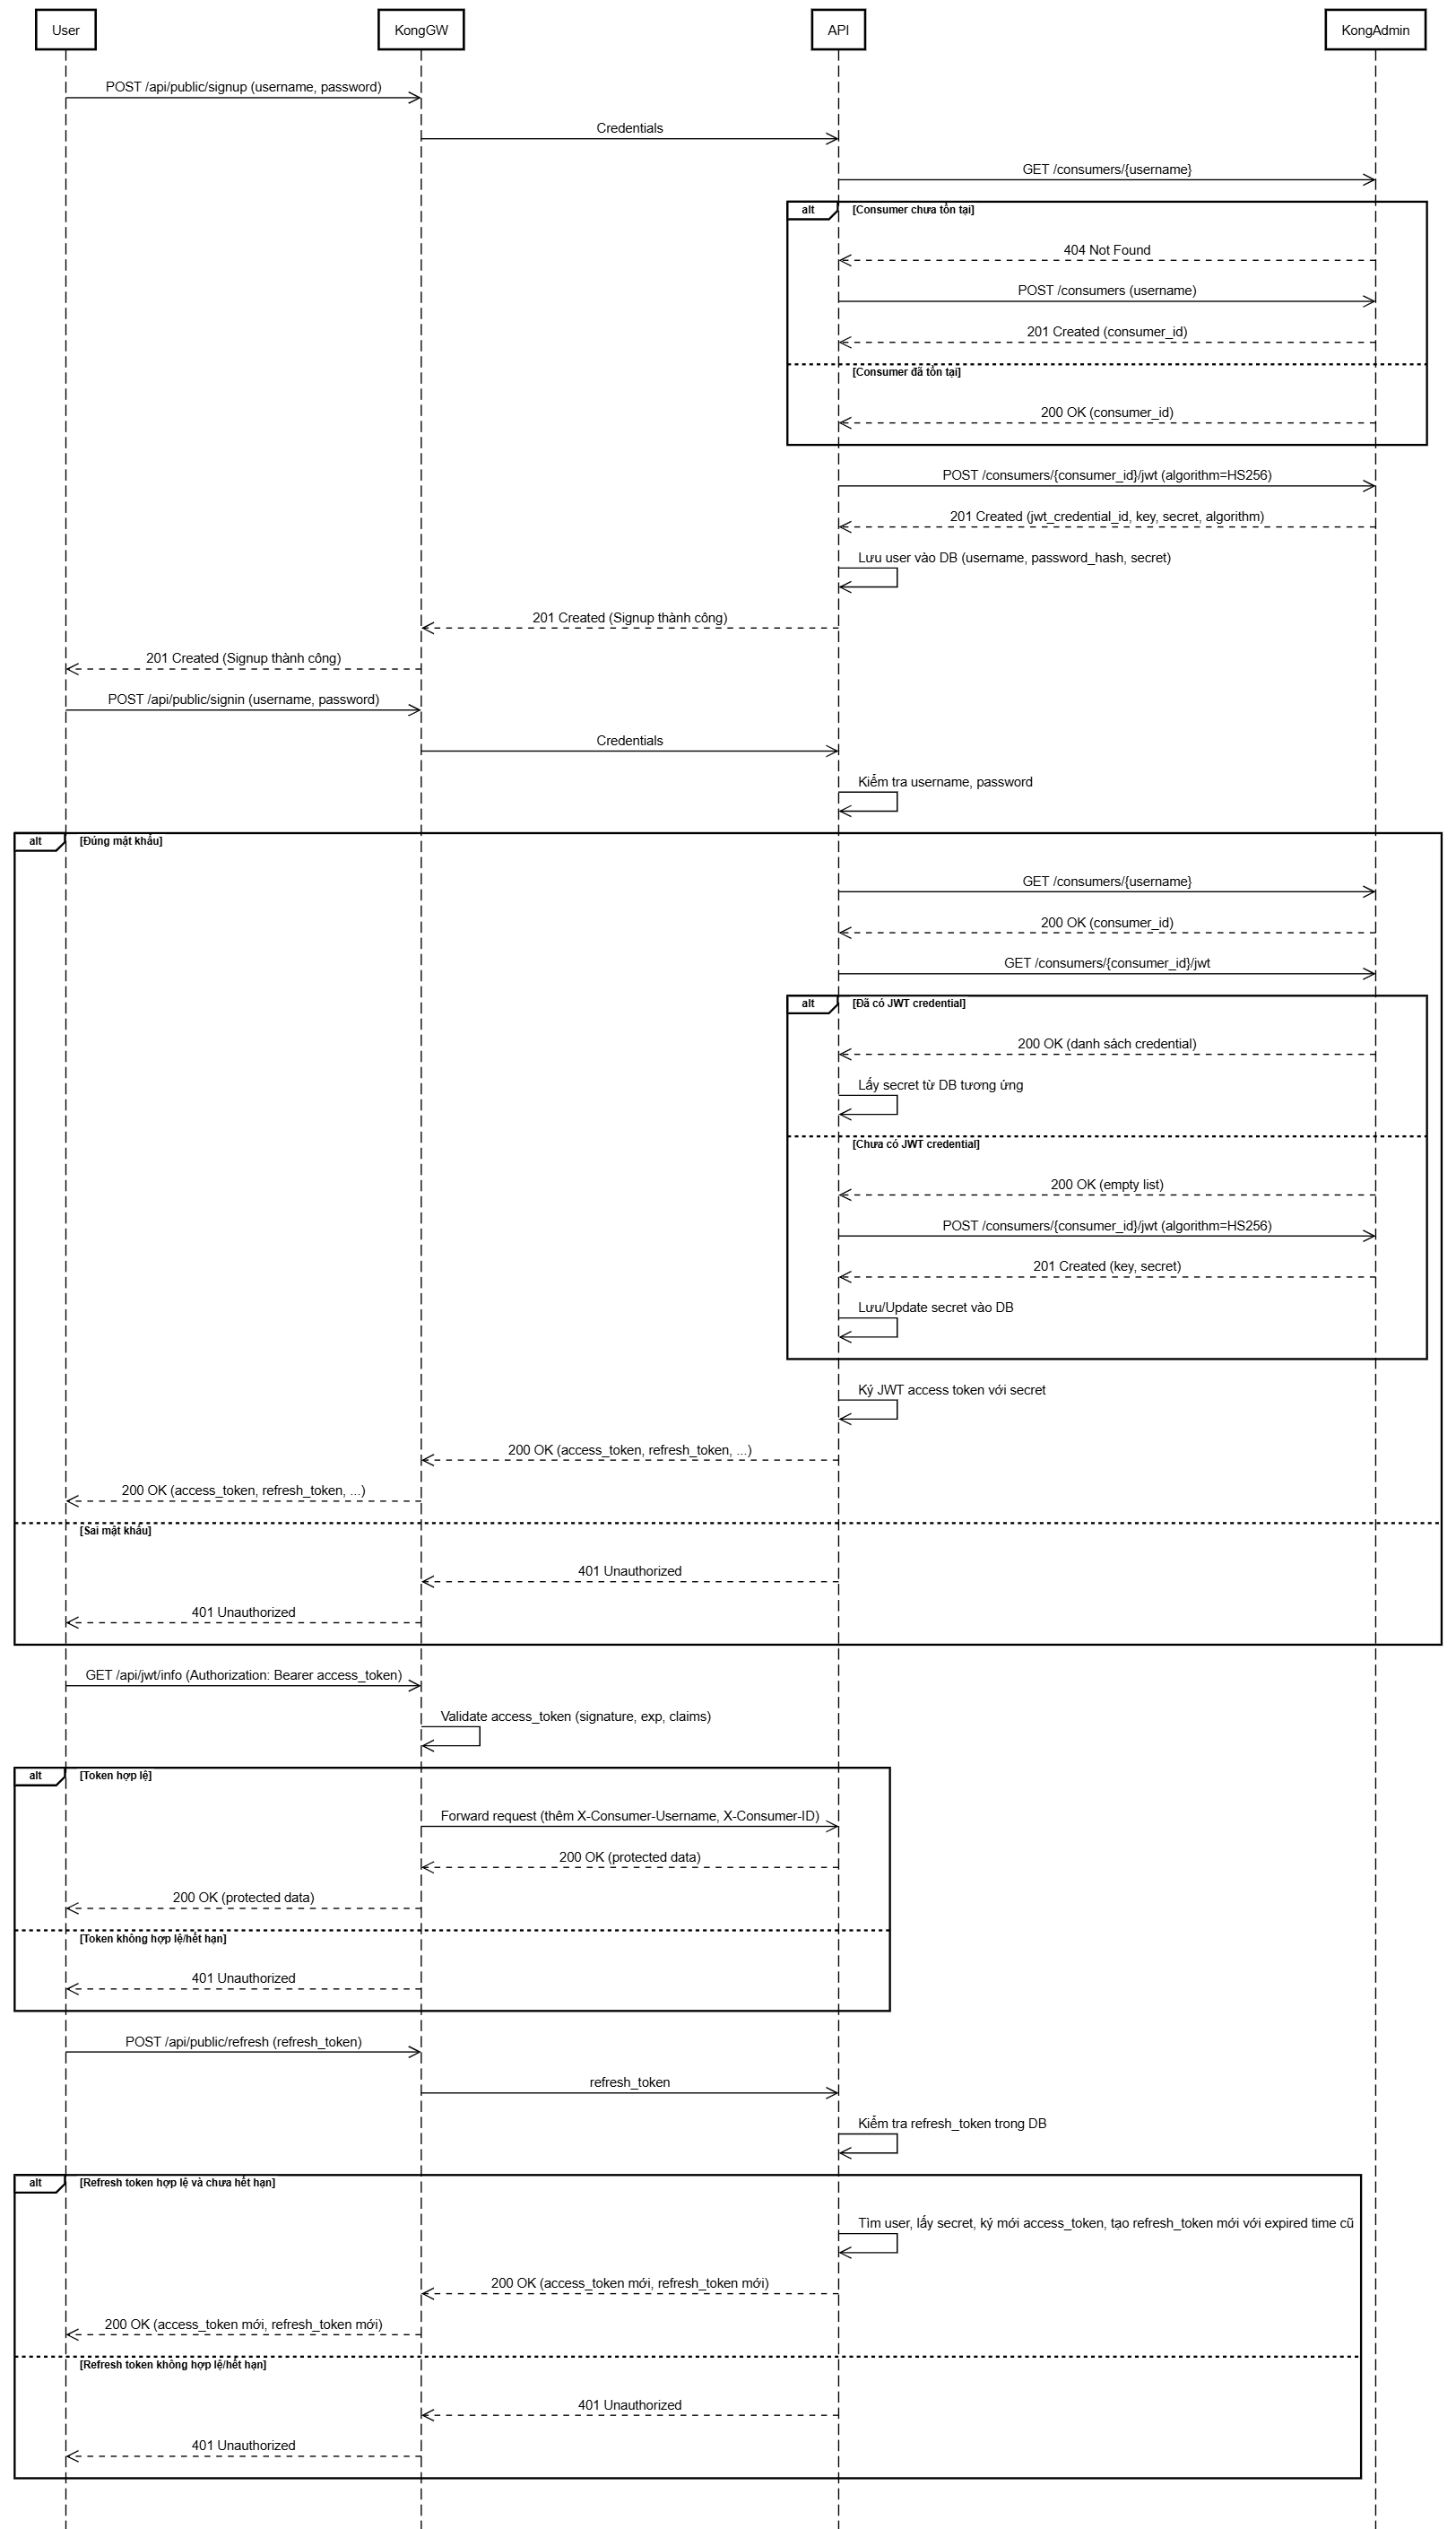 User
KongGW
API
KongAdmin
POST /api/public/signup (username, password)
Credentials
GET /consumers/{username}
alt
[Consumer chưa tồn tại]
404 Not Found
POST /consumers (username)
201 Created (consumer_id)
[Consumer đã tồn tại]
200 OK (consumer_id)
POST /consumers/{consumer_id}/jwt (algorithm=HS256)
201 Created (jwt_credential_id, key, secret, algorithm)
Lưu user vào DB (username, password_hash, secret)
201 Created (Signup thành công)
201 Created (Signup thành công)
POST /api/public/signin (username, password)
Credentials
Kiểm tra username, password
alt
[Đúng mật khẩu]
GET /consumers/{username}
200 OK (consumer_id)
GET /consumers/{consumer_id}/jwt
alt
[Đã có JWT credential]
200 OK (danh sách credential)
Lấy secret từ DB tương ứng
[Chưa có JWT credential]
200 OK (empty list)
POST /consumers/{consumer_id}/jwt (algorithm=HS256)
201 Created (key, secret)
Lưu/Update secret vào DB
Ký JWT access token với secret
200 OK (access_token, refresh_token, ...)
200 OK (access_token, refresh_token, ...)
[Sai mật khẩu]
401 Unauthorized
401 Unauthorized
GET /api/jwt/info (Authorization: Bearer access_token)
Validate access_token (signature, exp, claims)
alt
[Token hợp lệ]
Forward request (thêm X-Consumer-Username, X-Consumer-ID)
200 OK (protected data)
200 OK (protected data)
[Token không hợp lệ/hết hạn]
401 Unauthorized
POST /api/public/refresh (refresh_token)
refresh_token
Kiểm tra refresh_token trong DB
alt
[Refresh token hợp lệ và chưa hết hạn]
Tìm user, lấy secret, ký mới access_token, tạo refresh_token mới với expired time cũ
200 OK (access_token mới, refresh_token mới)
200 OK (access_token mới, refresh_token mới)
[Refresh token không hợp lệ/hết hạn]
401 Unauthorized
401 Unauthorized